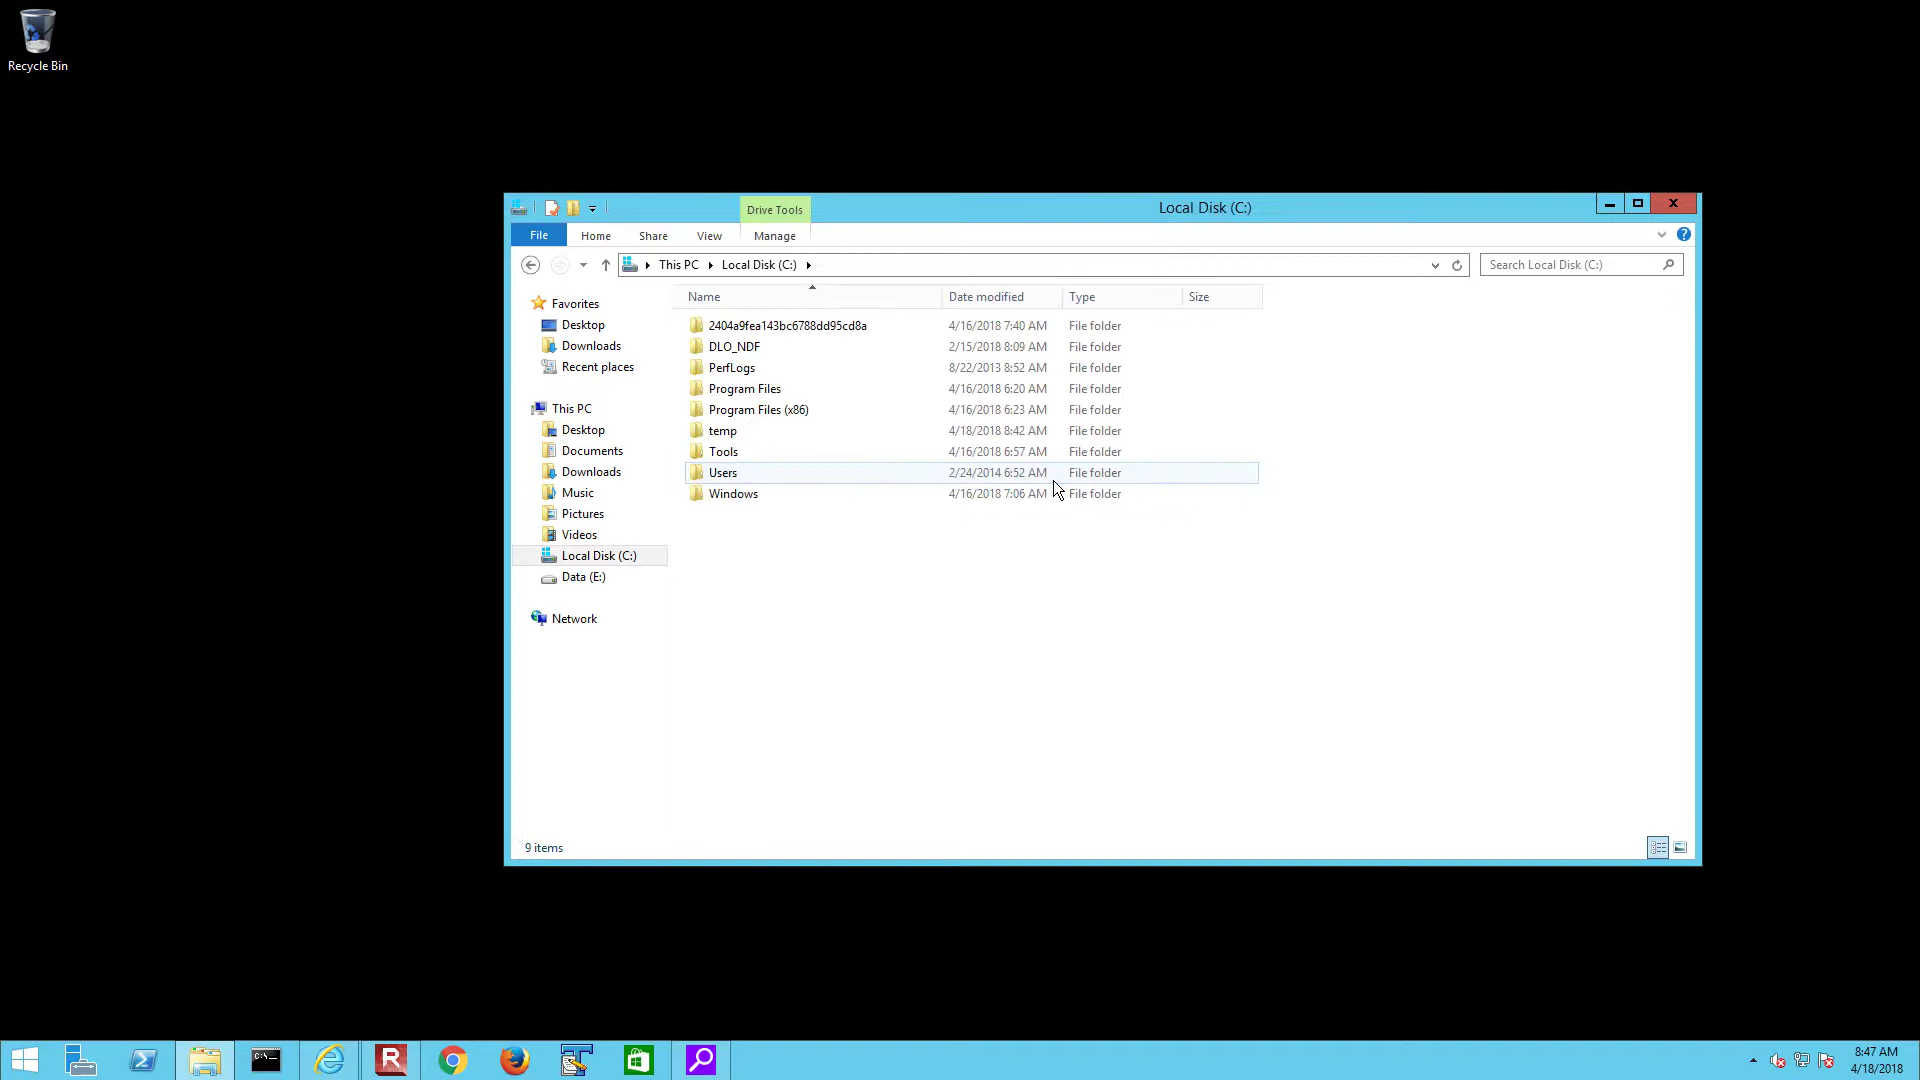 Recycle Bin
Drive Tools
Local Disk (C:)
File Home Share View Manage
This PC Local Disk (C:)
Search Local Disk (C:)
Name Date modified Type Size
Favorites
Desktop
Downloads
Recent places
This PC
Desktop
Documents
Downloads
Music
Pictures
Videos
Local Disk (C:)
Data (E:)
Network
2404a9fea143bc6788dd95cd8a 4/16/2018 7:40 AM File folder
DLO_NDF 2/15/2018 8:09 AM File folder
PerfLogs 8/22/2013 8:52 AM File folder
Program Files 4/16/2018 6:20 AM File folder
Program Files (x86) 4/16/2018 6:23 AM File folder
temp 4/18/2018 8:42 AM File folder
Tools 4/16/2018 6:57 AM File folder
Users 2/24/2014 6:52 AM File folder
Windows 4/16/2018 7:06 AM File folder
9 items
C:\_
R
8:47 AM
4/18/2018